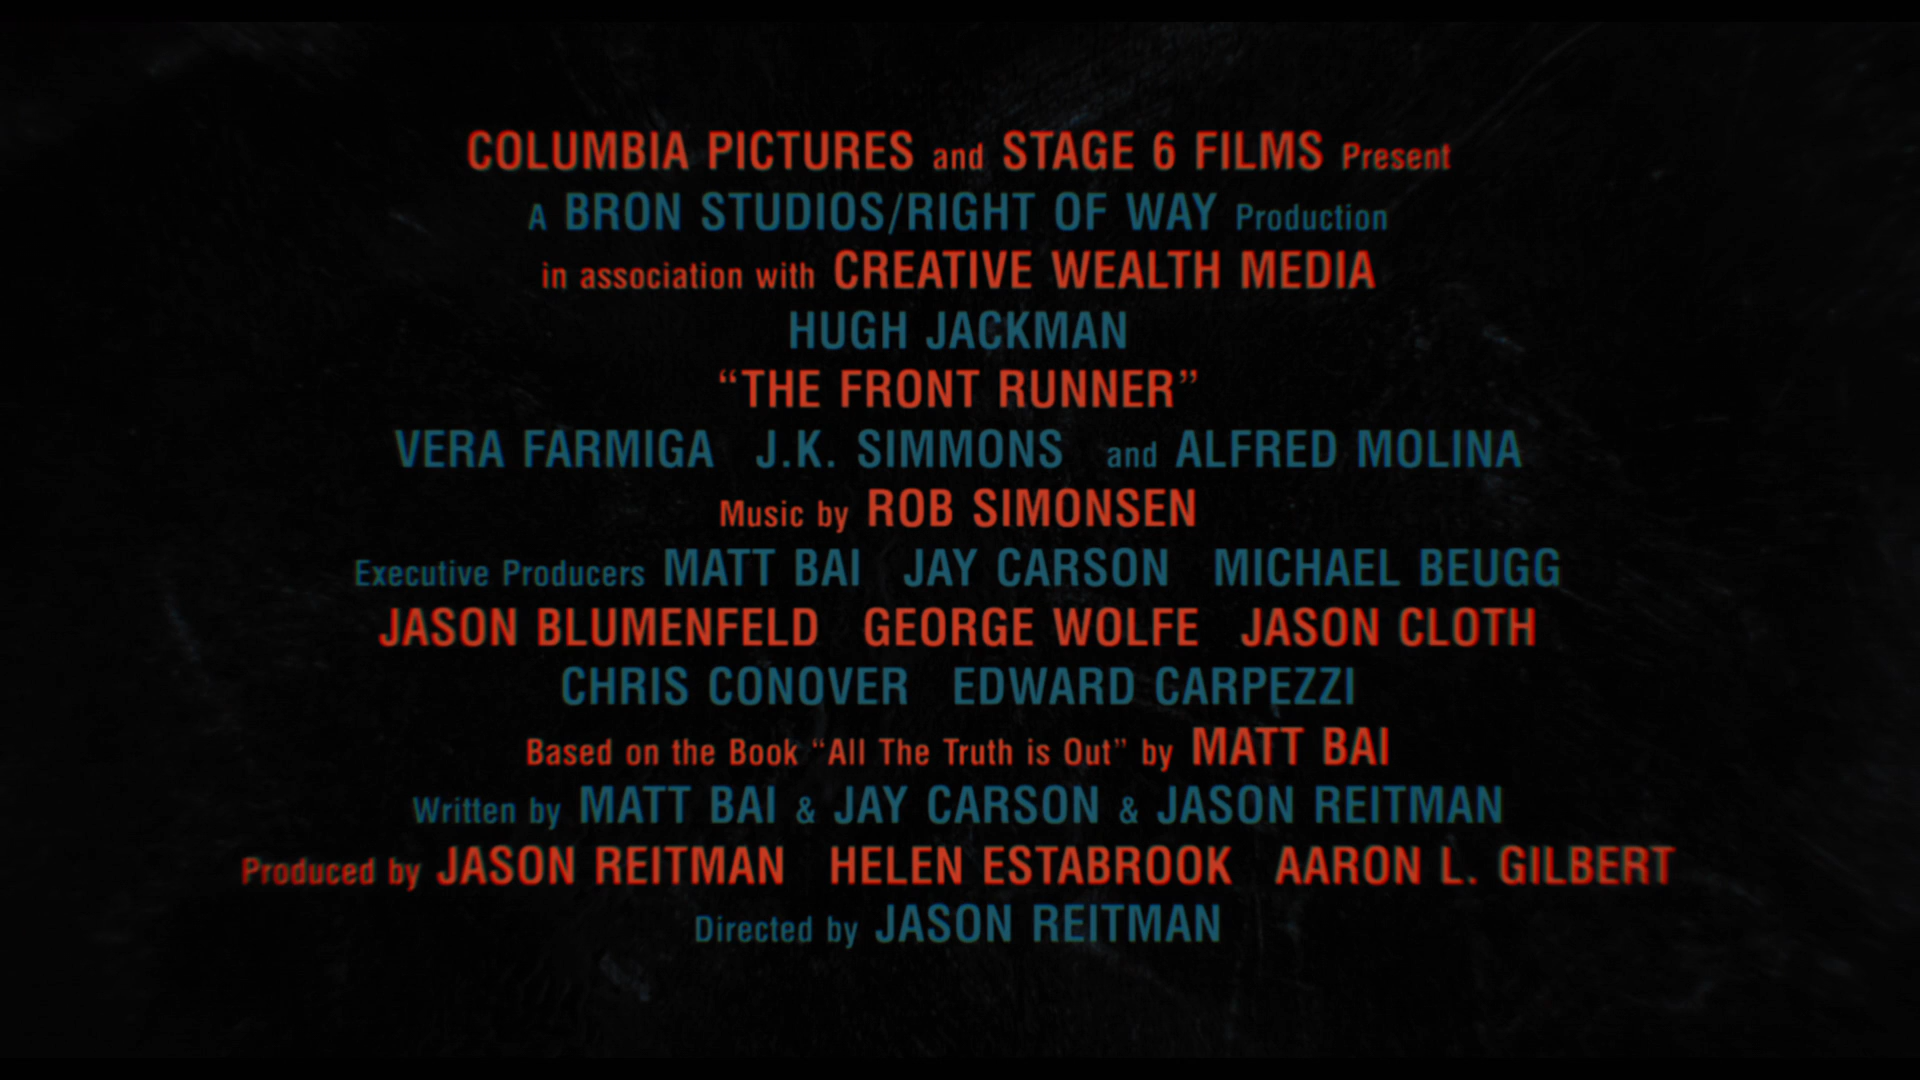 COLUMBIA PICTURES and STAGE 6 FILMS Present
A BRON STUDIOS/RIGHT OF WAY Production
in association with CREATIVE WEALTH MEDIA
HUGH JACKMAN
“THE FRONT RUNNER”
VERA FARMIGA J.K. SIMMONS and ALFRED MOLINA
Music by ROB SIMONSEN
Executive Producers MATT BAI JAY CARSON MICHAEL BEUGG
JASON BLUMENFELD GEORGE WOLFE JASON CLOTH
CHRIS CONOVER EDWARD CARPEZZI
Based on the Book “All The Truth is Out” by MATT BAI
Written by MATT BAI & JAY CARSON & JASON REITMAN
Produced by JASON REITMAN HELEN ESTABROOK AARON L. GILBERT
Directed by JASON REITMAN